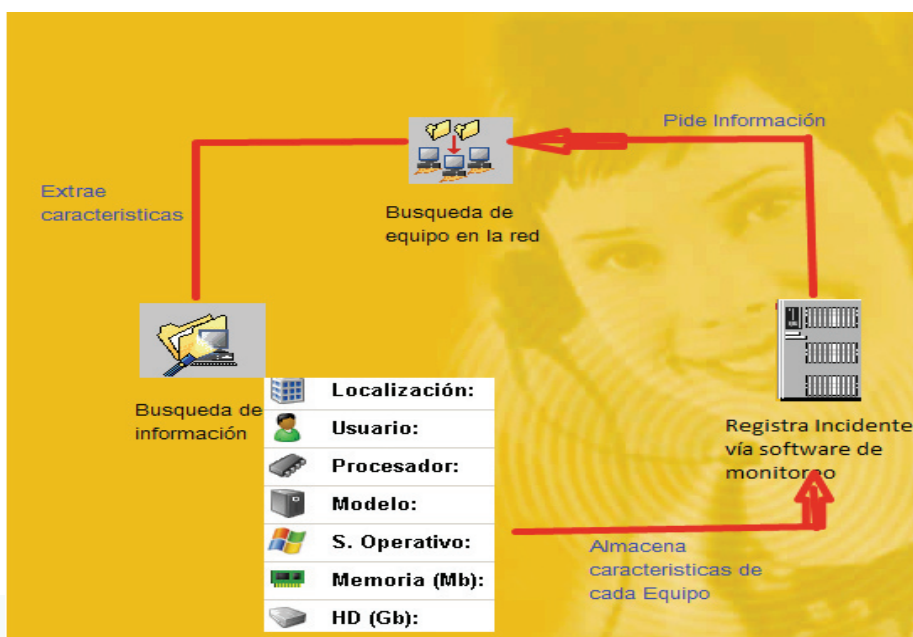 Pide Información
Extrae
caracteristicas
Busqueda de
equipo en la red
Busqueda de
información
Localización:
Usuario:
Procesador:
Modelo:
S. Operativo:
Memoria (Mb):
HD (Gb):
Registra Incidente
vía software de
monitoreo
Almacena
caracteristicas de
cada Equipo